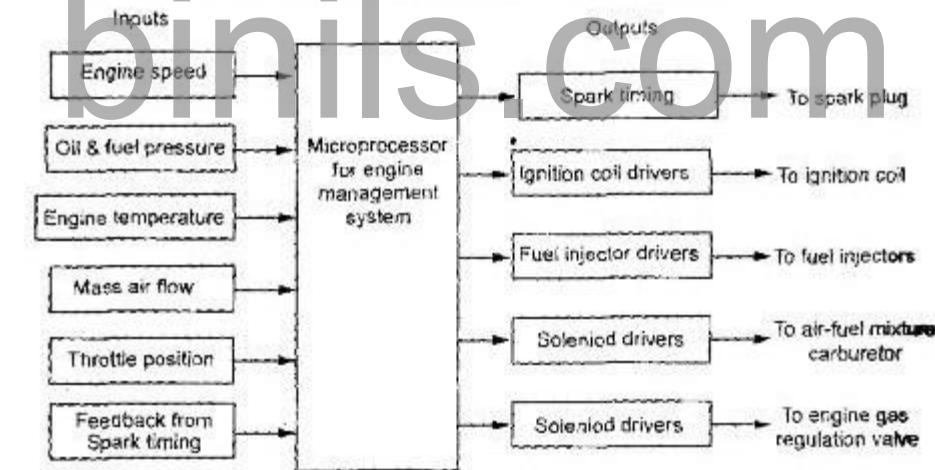 binils.com
Inputs
Outputs
Engine speed
Oil & fuel pressure
Engine temperature
Mass air flow
Throttle position
Feedback from
Spark timing
Microprocessor
for engine
management
system
Spark timing
To spark plug
Ignition coil drivers
To ignition coil
Fuel injector drivers
To fuel injectors
Soleniod drivers
To air-fuel mixture
carburetor
Soleniod drivers
To engine gas
regulation valve